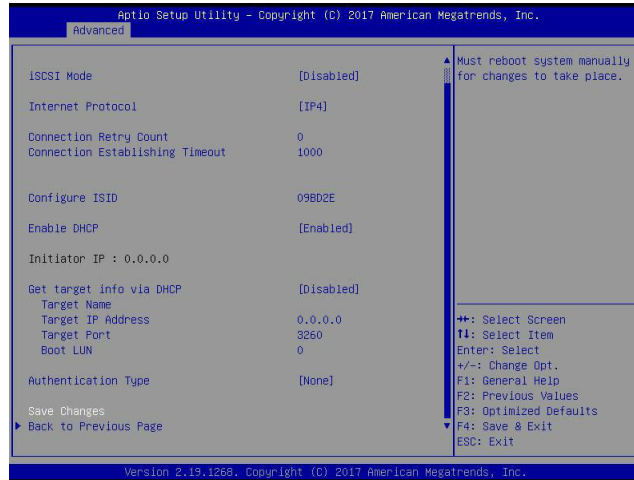 Aptio Setup Utility – Copyright (C) 2017 American Megatrends, Inc.
Advanced
iSCSI Mode [Disabled]
Internet Protocol [IP4]
Connection Retry Count 0
Connection Establishing Timeout 1000
Configure ISID 09BD2E
Enable DHCP [Enabled]
Initiator IP : 0.0.0.0
Get target info via DHCP [Disabled]
Target Name
Target IP Address 0.0.0.0
Target Port 3260
Boot LUN 0
Authentication Type [None]
Save Changes
Back to Previous Page
Must reboot system manually
for changes to take place.
→←: Select Screen
↑↓: Select Item
Enter: Select
+/-: Change Opt.
F1: General Help
F2: Previous Values
F3: Optimized Defaults
F4: Save & Exit
ESC: Exit
Version 2.19.1268. Copyright (C) 2017 American Megatrends, Inc.